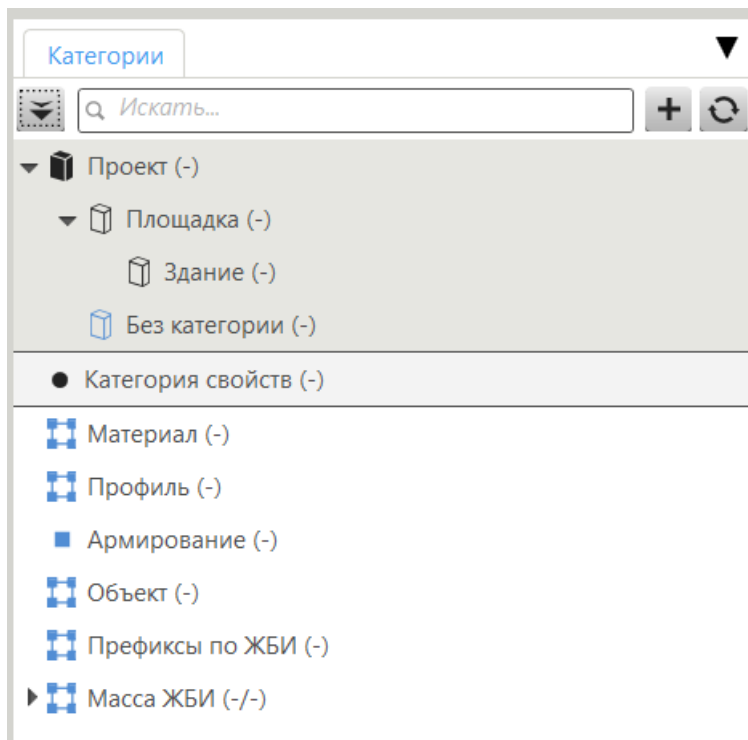 Категории
Искать...
Проект (-)
Площадка (-)
Здание (-)
Без категории (-)
Категория свойств (-)
Материал (-)
Профиль (-)
Армирование (-)
Объект (-)
Префиксы по ЖБИ (-)
Масса ЖБИ (-/-)